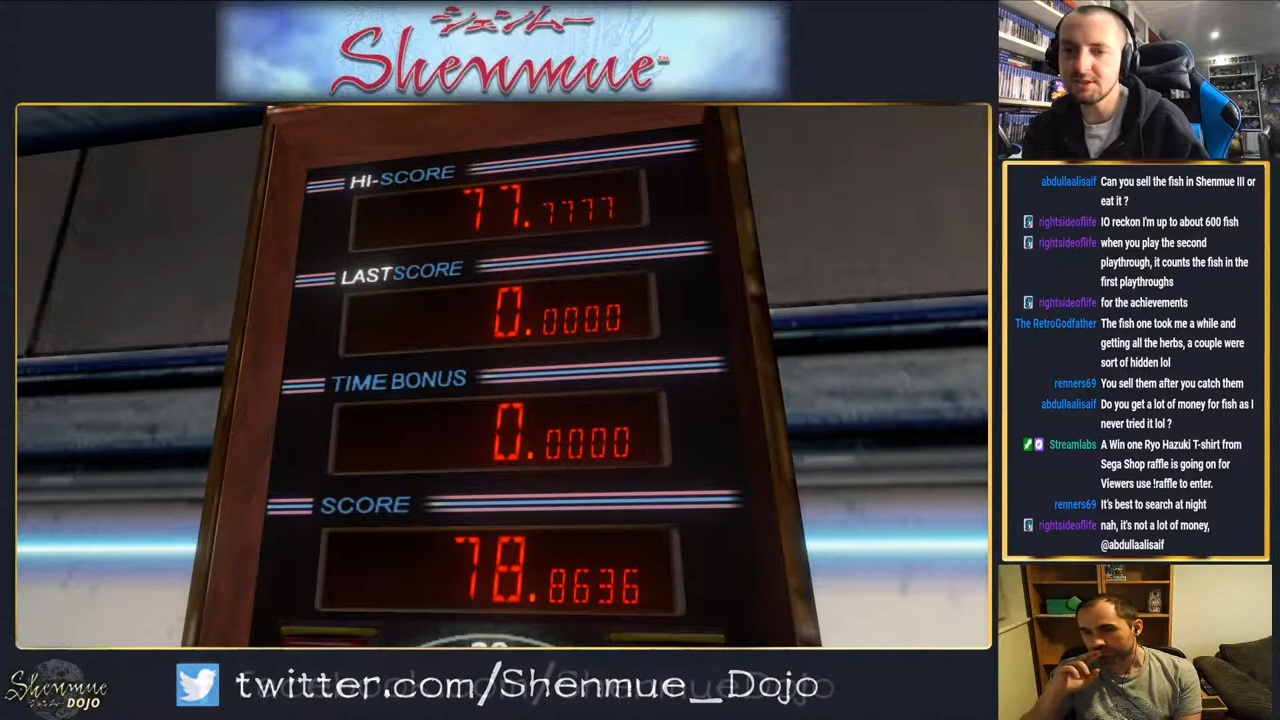 シェンムー
Shenmue™
HI-SCORE
77.7777
LAST SCORE
0.0000
TIME BONUS
0.0000
SCORE
78.8636
abdullaalisaif Can you sell the fish in Shenmue III or
eat it ?
rightsideoflife IO reckon I'm up to about 600 fish
rightsideoflife when you play the second
playthrough, it counts the fish in the
first playthroughs
rightsideoflife for the achievements
The RetroGodfather The fish one took me a while and
getting all the herbs, a couple were
sort of hidden lol
renners69 You sell them after you catch them
abdullaalisaif Do you get a lot of money for fish as I
never tried it lol ?
Streamlabs A Win one Ryo Hazuki T-shirt from
Sega Shop raffle is going on for
Viewers use !raffle to enter.
renners69 It's best to search at night
rightsideoflife nah, it's not a lot of money,
@abdullaalisaif
Shenmue
DOJO
twitter.com/Shenmue_Dojo